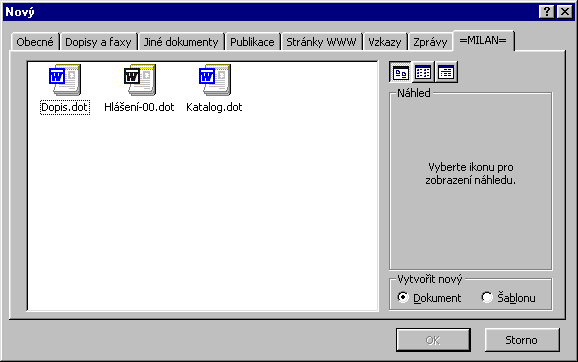 Nový
Obecné Dopisy a faxy Jiné dokumenty Publikace Stránky WWW Vzkazy Zprávy =MILAN=
Dopis.dot Hlášení-00.dot Katalog.dot
Náhled
Vyberte ikonu pro
zobrazení náhledu.
Vytvořit nový
Dokument Šablonu
OK Storno